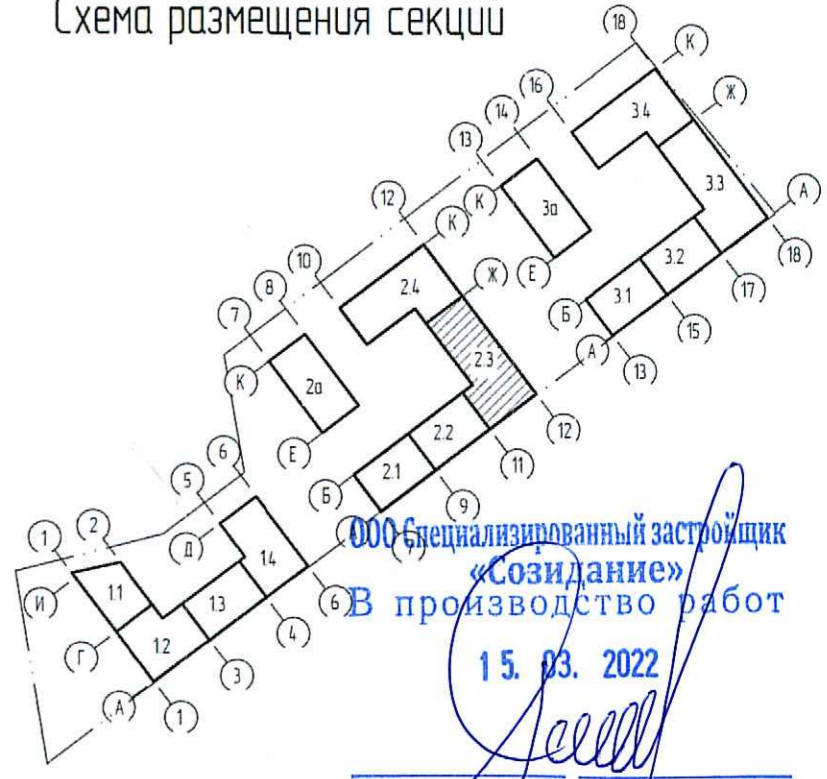 Схема размещения секции
18
К
16
3.4
Ж
14
13
3.3
К
3а
А
12
К
18
10
Е
3.2
17
2.4
Ж
Б
3.1
15
8
А
7
2.3
13
К
2а
12
Е
2.2
11
6
Б
2.1
9
5
Д
7
2
1
1.4
И
1.1
1.3
6
4
Г
1.2
3
А
1
ООО Специализированный застройщик
«Созидание»
В производство работ
15. 03. 2022